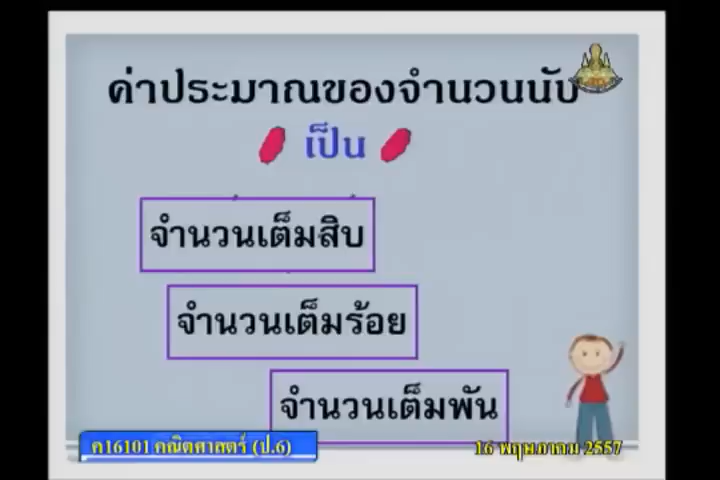 ค่าประมาณของจำนวนนับ
เป็น
จำนวนเต็มสิบ
จำนวนเต็มร้อย
จำนวนเต็มพัน
ค16101 คณิตศาสตร์ (ป.6)
16 พฤษภาคม 2557